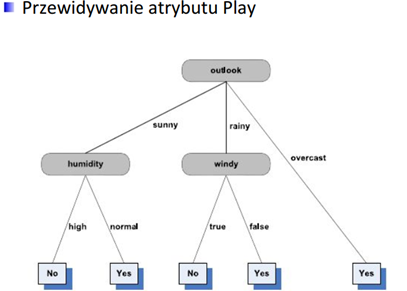 Przewidywanie atrybutu Play
outlook
sunny
rainy
overcast
humidity
windy
high
normal
true
false
No
Yes
No
Yes
Yes